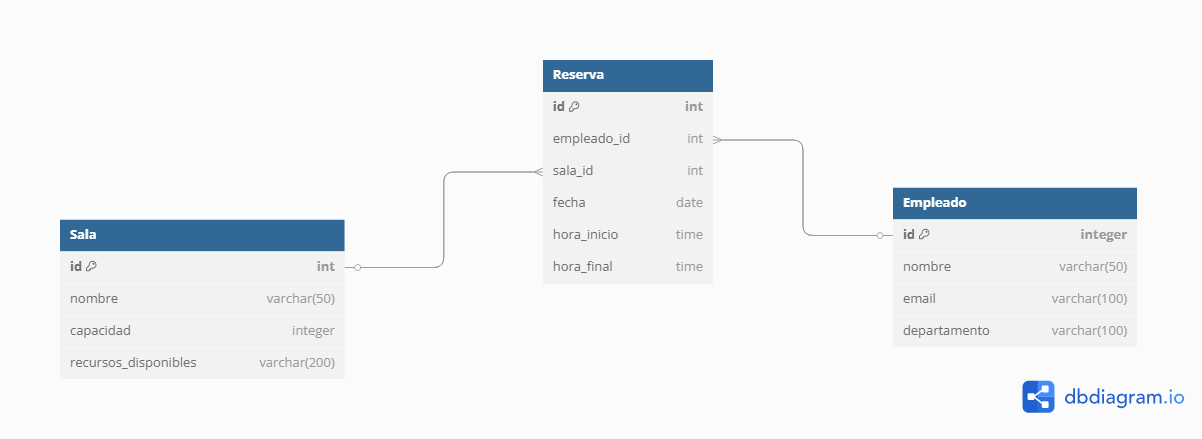 Reserva
id int
empleado_id int
sala_id int
fecha date
hora_inicio time
hora_final time
Sala
id int
nombre varchar(50)
capacidad integer
recursos_disponibles varchar(200)
Empleado
id integer
nombre varchar(50)
email varchar(100)
departamento varchar(100)
dbdiagram.io